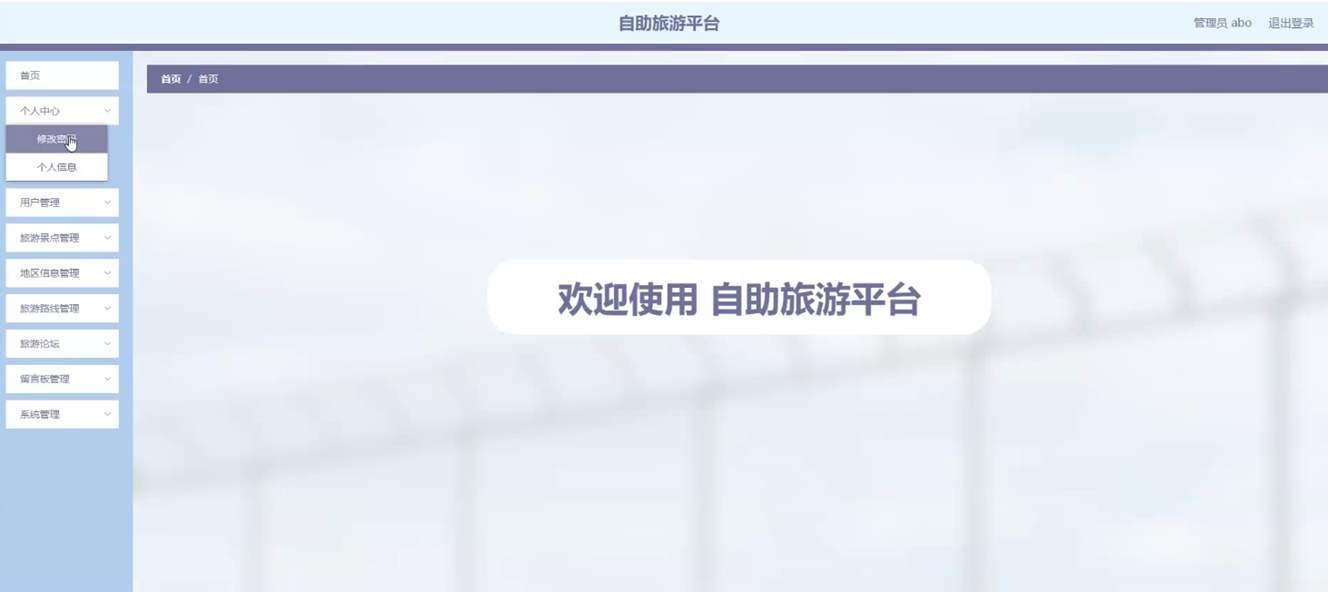 自助旅游平台
管理员 abo 退出登录
首页
首页 / 首页
个人中心
修改密码
个人信息
用户管理
旅游景点管理
地区信息管理
欢迎使用 自助旅游平台
旅游路线管理
旅游论坛
留言板管理
系统管理